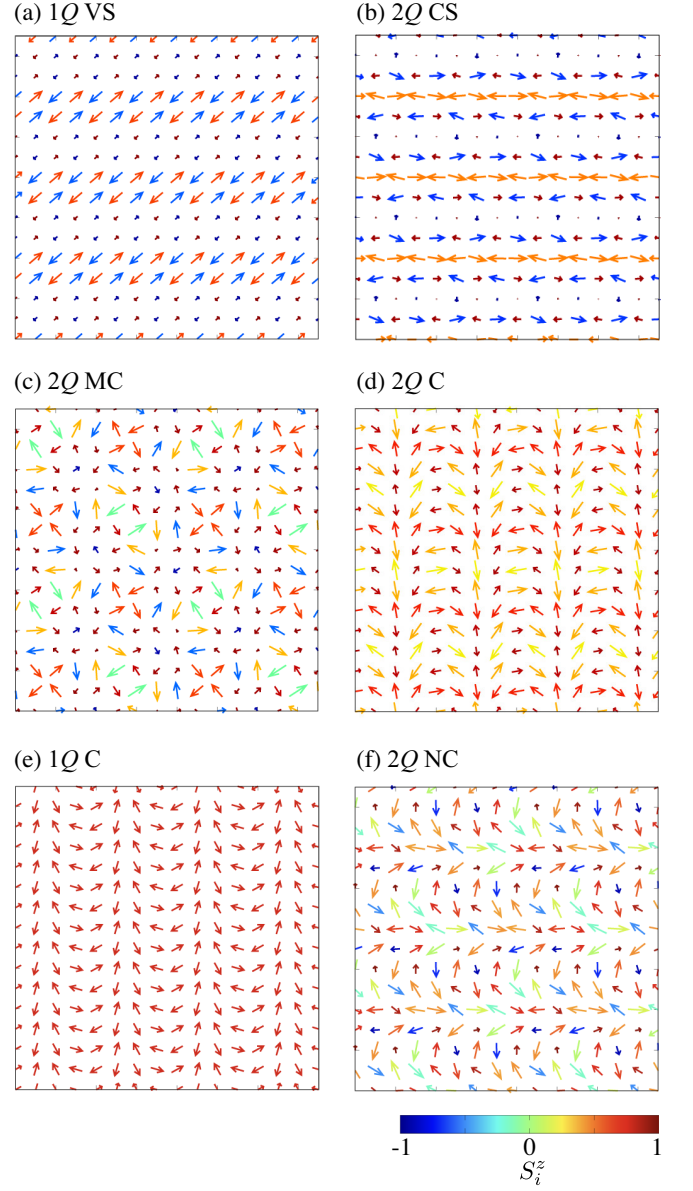 (a) 1Q VS
(b) 2Q CS
(c) 2Q MC
(d) 2Q C
(e) 1Q C
(f) 2Q NC
-1 0 1
S_i^z